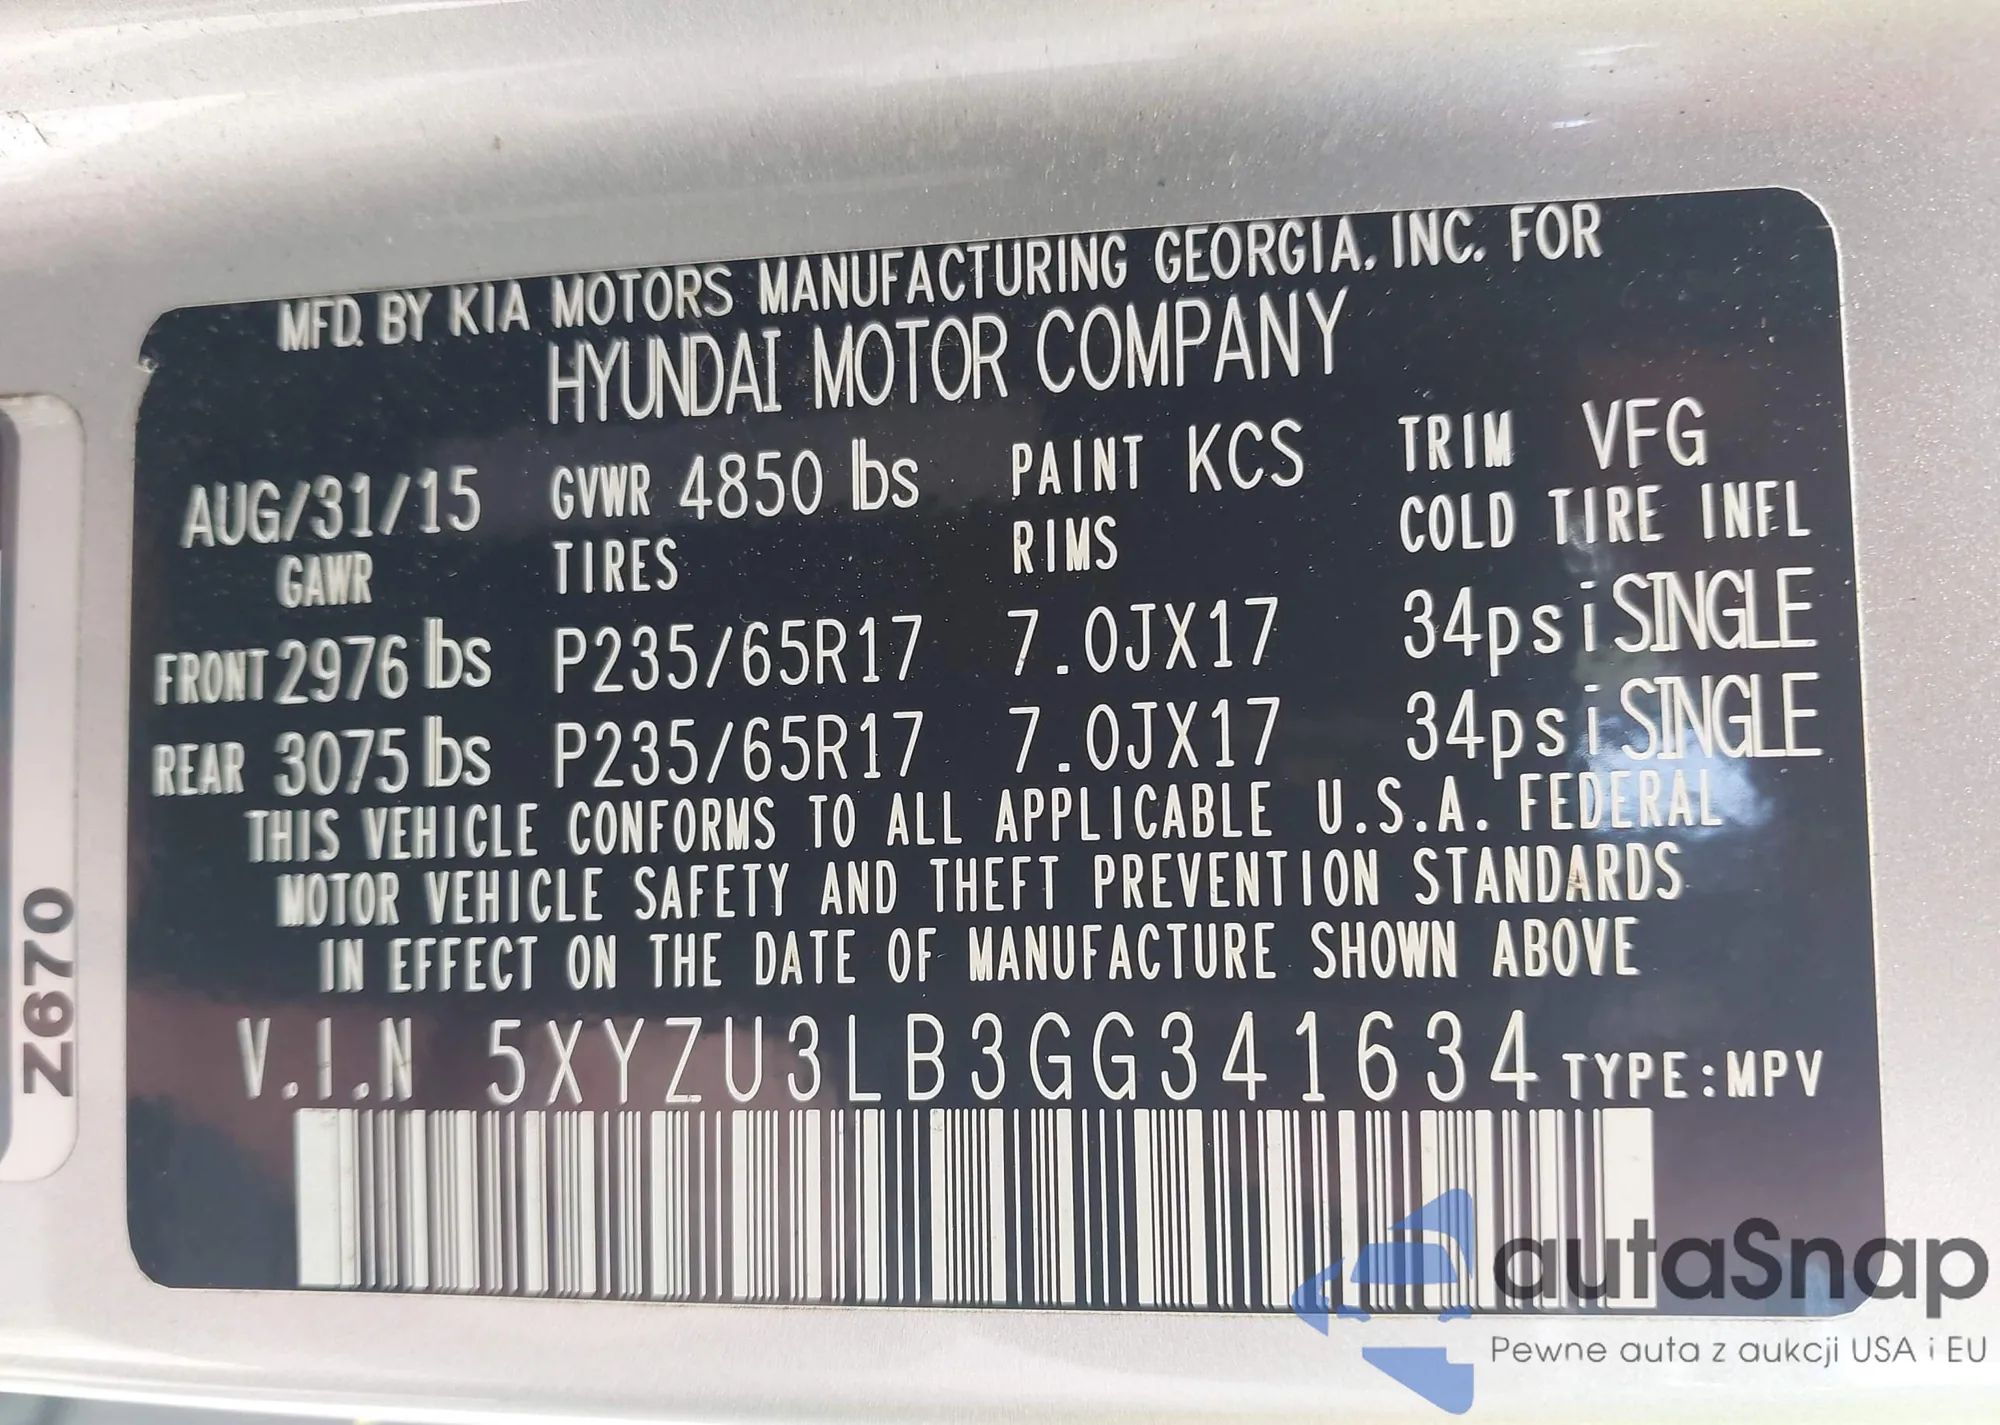 MFD. BY KIA MOTORS MANUFACTURING GEORGIA, INC. FOR
HYUNDAI MOTOR COMPANY
AUG/31/15 GVWR 4850 lbs PAINT KCS TRIM VFG
GAWR TIRES RIMS COLD TIRE INFL
FRONT 2976 lbs P235/65R17 7.0JX17 34psi SINGLE
REAR 3075 lbs P235/65R17 7.0JX17 34psi SINGLE
THIS VEHICLE CONFORMS TO ALL APPLICABLE U.S.A. FEDERAL
MOTOR VEHICLE SAFETY AND THEFT PREVENTION STANDARDS
IN EFFECT ON THE DATE OF MANUFACTURE SHOWN ABOVE
V.I.N 5XYZU3LB3GG341634 TYPE:MPV
Z670
autaSnap
Pewne auta z aukcji USA i EU